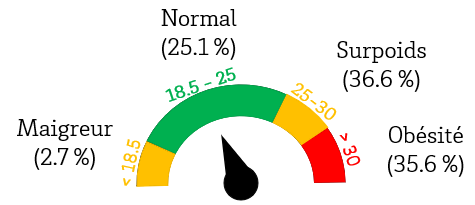 Normal
(25.1 %)
Surpoids
(36.6 %)
18.5 – 25
25–30
Maigreur
(2.7 %)
< 18.5
> 30
Obésité
(35.6 %)